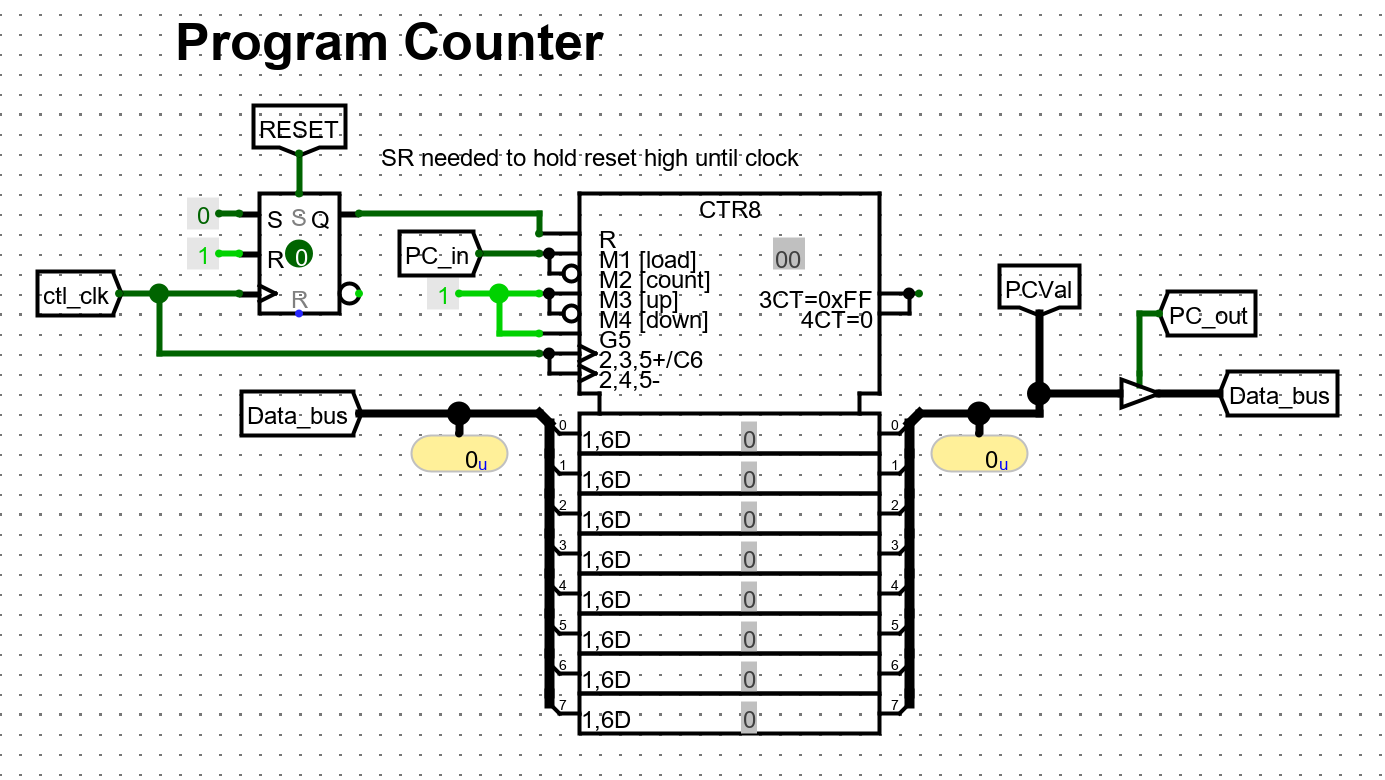 Program Counter
RESET
SR needed to hold reset high until clock
0
S
S
Q
CTR8
1
R
0
R
ctl_clk
PC_in
1
R
M1 [load]
00
M2 [count]
M3 [up]
3CT=0xFF
M4 [down]
4CT=0
G5
2,3,5+/C6
2,4,5-
PCVal
PC_out
Data_bus
Data_bus
0u
0u
0
1,6D
0
0
1
1,6D
0
1
2
1,6D
0
2
3
1,6D
0
3
4
1,6D
0
4
5
1,6D
0
5
6
1,6D
0
6
7
1,6D
0
7